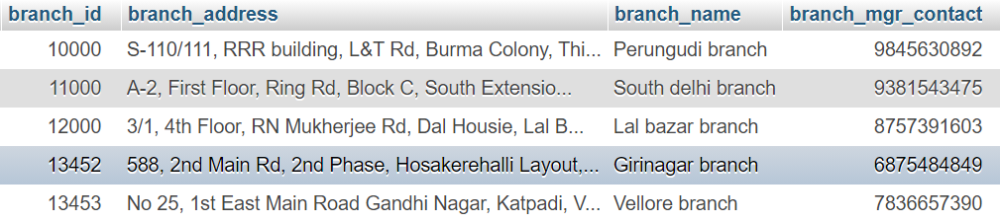 branch_id branch_address branch_name branch_mgr_contact
10000 S-110/111, RRR building, L&T Rd, Burma Colony, Thi... Perungudi branch 9845630892
11000 A-2, First Floor, Ring Rd, Block C, South Extensio... South delhi branch 9381543475
12000 3/1, 4th Floor, RN Mukherjee Rd, Dal Housie, Lal B... Lal bazar branch 8757391603
13452 588, 2nd Main Rd, 2nd Phase, Hosakerehalli Layout,... Girinagar branch 6875484849
13453 No 25, 1st East Main Road Gandhi Nagar, Katpadi, V... Vellore branch 7836657390